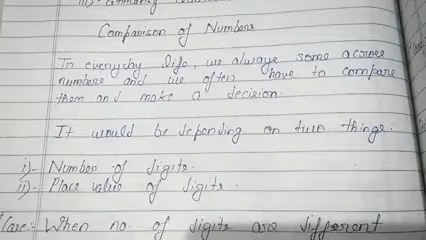 Comparison of Numbers
In everyday life, we always some acorres
numbers and we often have to compare
them and make a decision.
It would be depending on two things:
i)- Number of digits.
ii)- Place value of digits.
Case:- When no. of digits are different